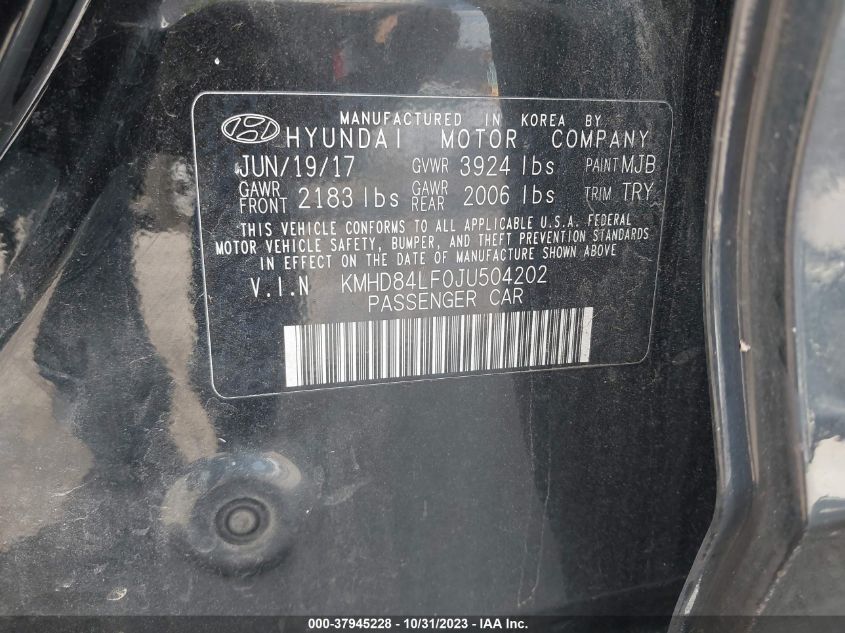 MANUFACTURED IN KOREA BY
HYUNDAI MOTOR COMPANY
JUN/19/17 GVWR 3924 lbs PAINT MJB
GAWR FRONT 2183 lbs GAWR REAR 2006 lbs TRIM TRY
THIS VEHICLE CONFORMS TO ALL APPLICABLE U.S.A. FEDERAL
MOTOR VEHICLE SAFETY, BUMPER, AND THEFT PREVENTION STANDARDS
IN EFFECT ON THE DATE OF MANUFACTURE SHOWN ABOVE
V.I.N KMHD84LF0JU504202
PASSENGER CAR
000-37945228 - 10/31/2023 - IAA Inc.